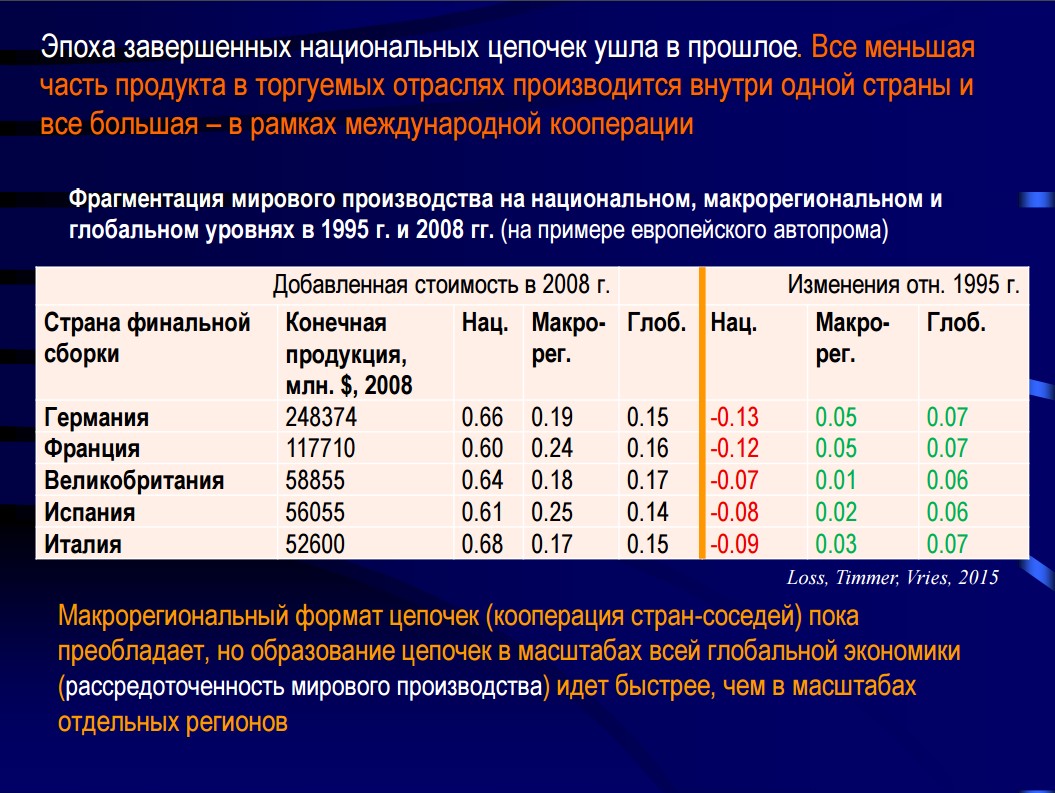 Эпоха завершенных национальных цепочек ушла в прошлое. Все меньшая
часть продукта в торгуемых отраслях производится внутри одной страны и
все большая – в рамках международной кооперации
Фрагментация мирового производства на национальном, макрорегиональном и
глобальном уровнях в 1995 г. и 2008 гг. (на примере европейского автопрома)
Добавленная стоимость в 2008 г. Изменения отн. 1995 г.
Страна финальной сборки Конечная продукция, млн. $, 2008 Нац. Макро-рег. Глоб. Нац. Макро-рег. Глоб.
Германия 248374 0.66 0.19 0.15 -0.13 0.05 0.07
Франция 117710 0.60 0.24 0.16 -0.12 0.05 0.07
Великобритания 58855 0.64 0.18 0.17 -0.07 0.01 0.06
Испания 56055 0.61 0.25 0.14 -0.08 0.02 0.06
Италия 52600 0.68 0.17 0.15 -0.09 0.03 0.07
Loss, Timmer, Vries, 2015
Макрорегиональный формат цепочек (кооперация стран-соседей) пока
преобладает, но образование цепочек в масштабах всей глобальной экономики
(рассредоточенность мирового производства) идет быстрее, чем в масштабах
отдельных регионов